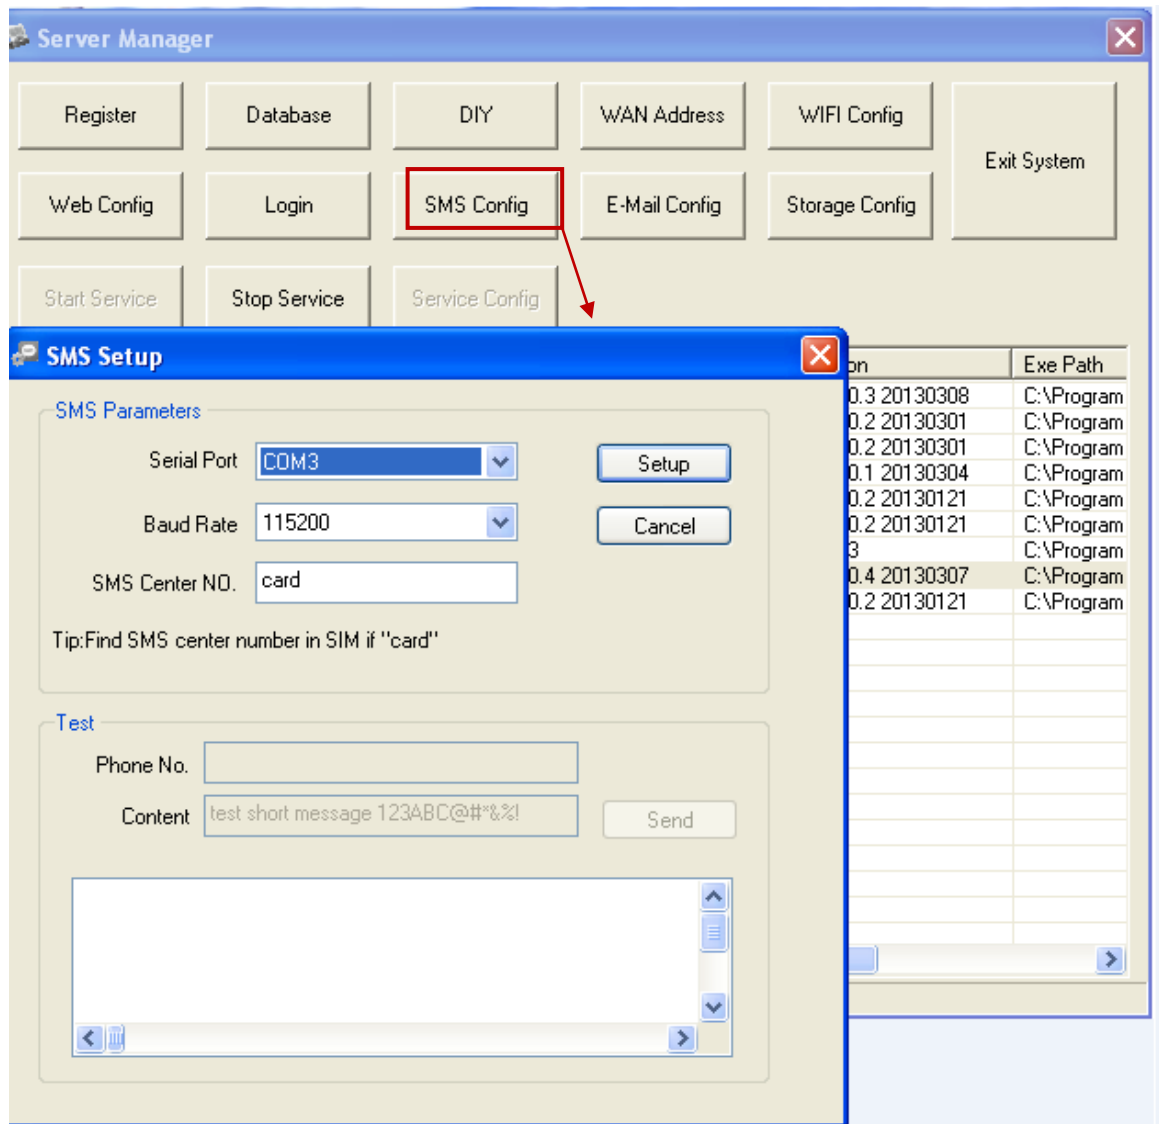 Server Manager
Register
Database
DIY
WAN Address
WIFI Config
Exit System
Web Config
Login
SMS Config
E-Mail Config
Storage Config
Start Service
Stop Service
Service Config
SMS Setup
on
Exe Path
0.3 20130308 C:\Program
0.2 20130301 C:\Program
0.2 20130301 C:\Program
0.1 20130304 C:\Program
0.2 20130121 C:\Program
0.2 20130121 C:\Program
3 C:\Program
0.4 20130307 C:\Program
0.2 20130121 C:\Program
SMS Parameters
Serial Port COM3
Setup
Baud Rate 115200
Cancel
SMS Center NO. card
Tip:Find SMS center number in SIM if "card"
Test
Phone No.
Content test short message 123ABC@#*&%!
Send